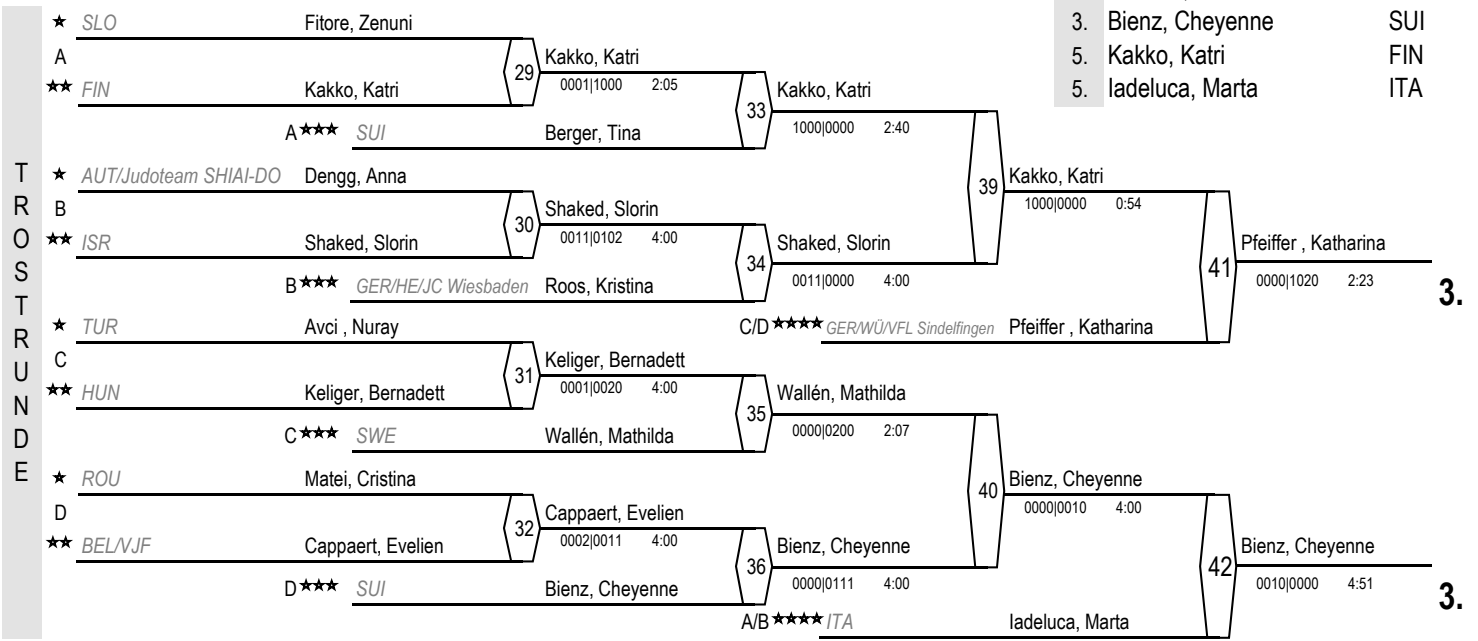 ★ SLO Fitore, Zenuni
3. Bienz, Cheyenne SUI
A
29 Kakko, Katri
5. Kakko, Katri FIN
0001|1000 2:05
★★ FIN Kakko, Katri
33 Kakko, Katri
5. Iadeluca, Marta ITA
1000|0000 2:40
A ★★★ SUI Berger, Tina
TROSTRUNDE
★ AUT/Judoteam SHIAI-DO Dengg, Anna
39 Kakko, Katri
1000|0000 0:54
B
30 Shaked, Slorin
0011|0102 4:00
★★ ISR Shaked, Slorin
34 Shaked, Slorin
0011|0000 4:00
41 Pfeiffer , Katharina
0000|1020 2:23
3.
B ★★★ GER/HE/JC Wiesbaden Roos, Kristina
★ TUR Avci , Nuray
C/D ★★★★ GER/WÜ/VFL Sindelfingen Pfeiffer , Katharina
C
31 Keliger, Bernadett
0001|0020 4:00
★★ HUN Keliger, Bernadett
35 Wallén, Mathilda
0000|0200 2:07
C ★★★ SWE Wallén, Mathilda
★ ROU Matei, Cristina
40 Bienz, Cheyenne
0000|0010 4:00
D
32 Cappaert, Evelien
0002|0011 4:00
★★ BEL/VJF Cappaert, Evelien
36 Bienz, Cheyenne
0000|0111 4:00
42 Bienz, Cheyenne
0010|0000 4:51
3.
D ★★★ SUI Bienz, Cheyenne
A/B ★★★★ ITA Iadeluca, Marta